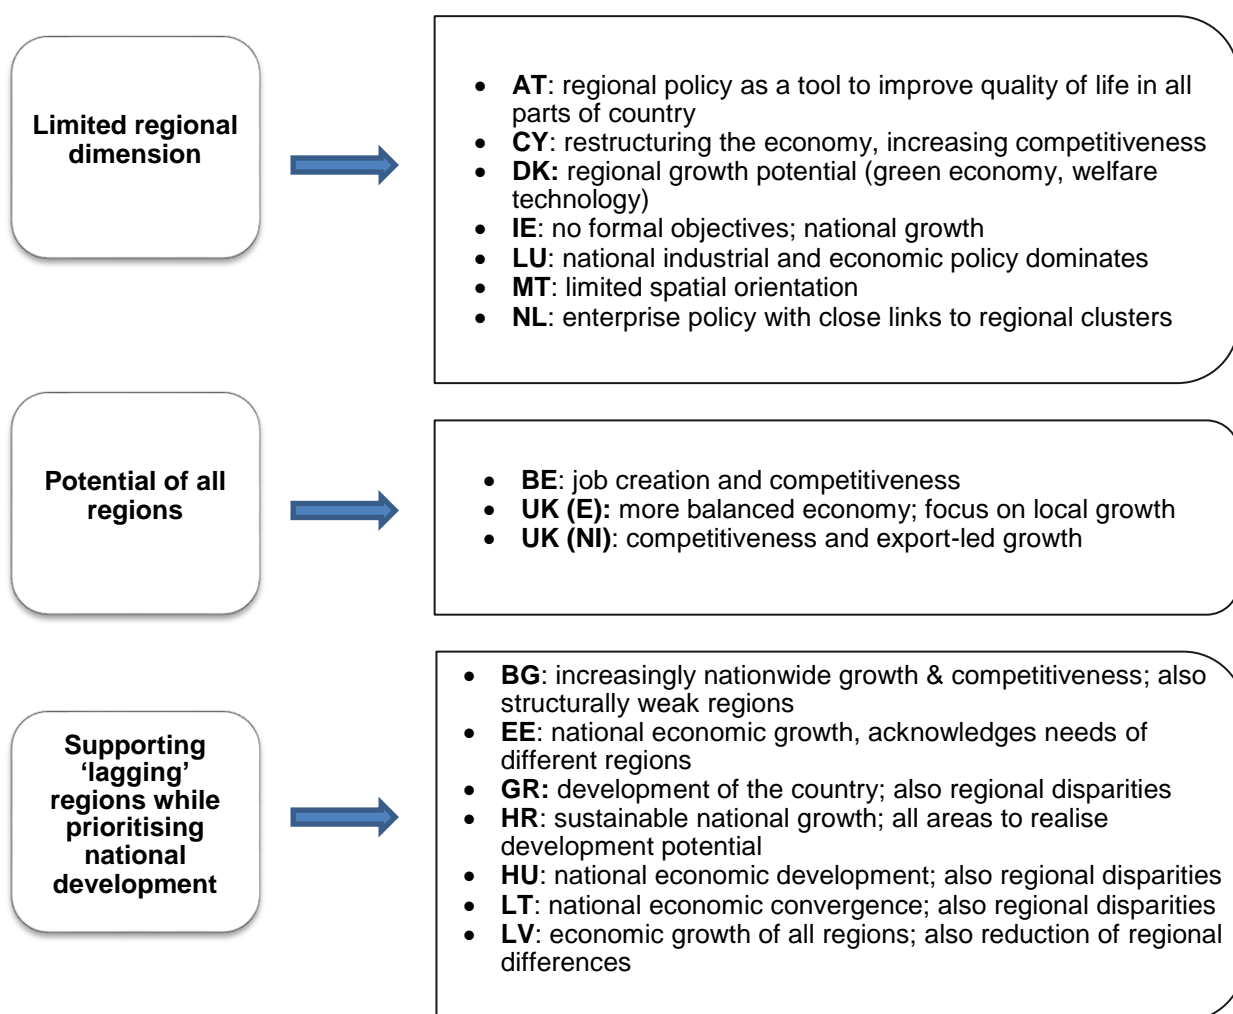 Limited regional
dimension
• AT: regional policy as a tool to improve quality of life in all
parts of country
• CY: restructuring the economy, increasing competitiveness
• DK: regional growth potential (green economy, welfare
technology)
• IE: no formal objectives; national growth
• LU: national industrial and economic policy dominates
• MT: limited spatial orientation
• NL: enterprise policy with close links to regional clusters
Potential of all
regions
• BE: job creation and competitiveness
• UK (E): more balanced economy; focus on local growth
• UK (NI): competitiveness and export-led growth
Supporting
‘lagging’
regions while
prioritising
national
development
• BG: increasingly nationwide growth & competitiveness; also
structurally weak regions
• EE: national economic growth, acknowledges needs of
different regions
• GR: development of the country; also regional disparities
• HR: sustainable national growth; all areas to realise
development potential
• HU: national economic development; also regional disparities
• LT: national economic convergence; also regional disparities
• LV: economic growth of all regions; also reduction of regional
differences